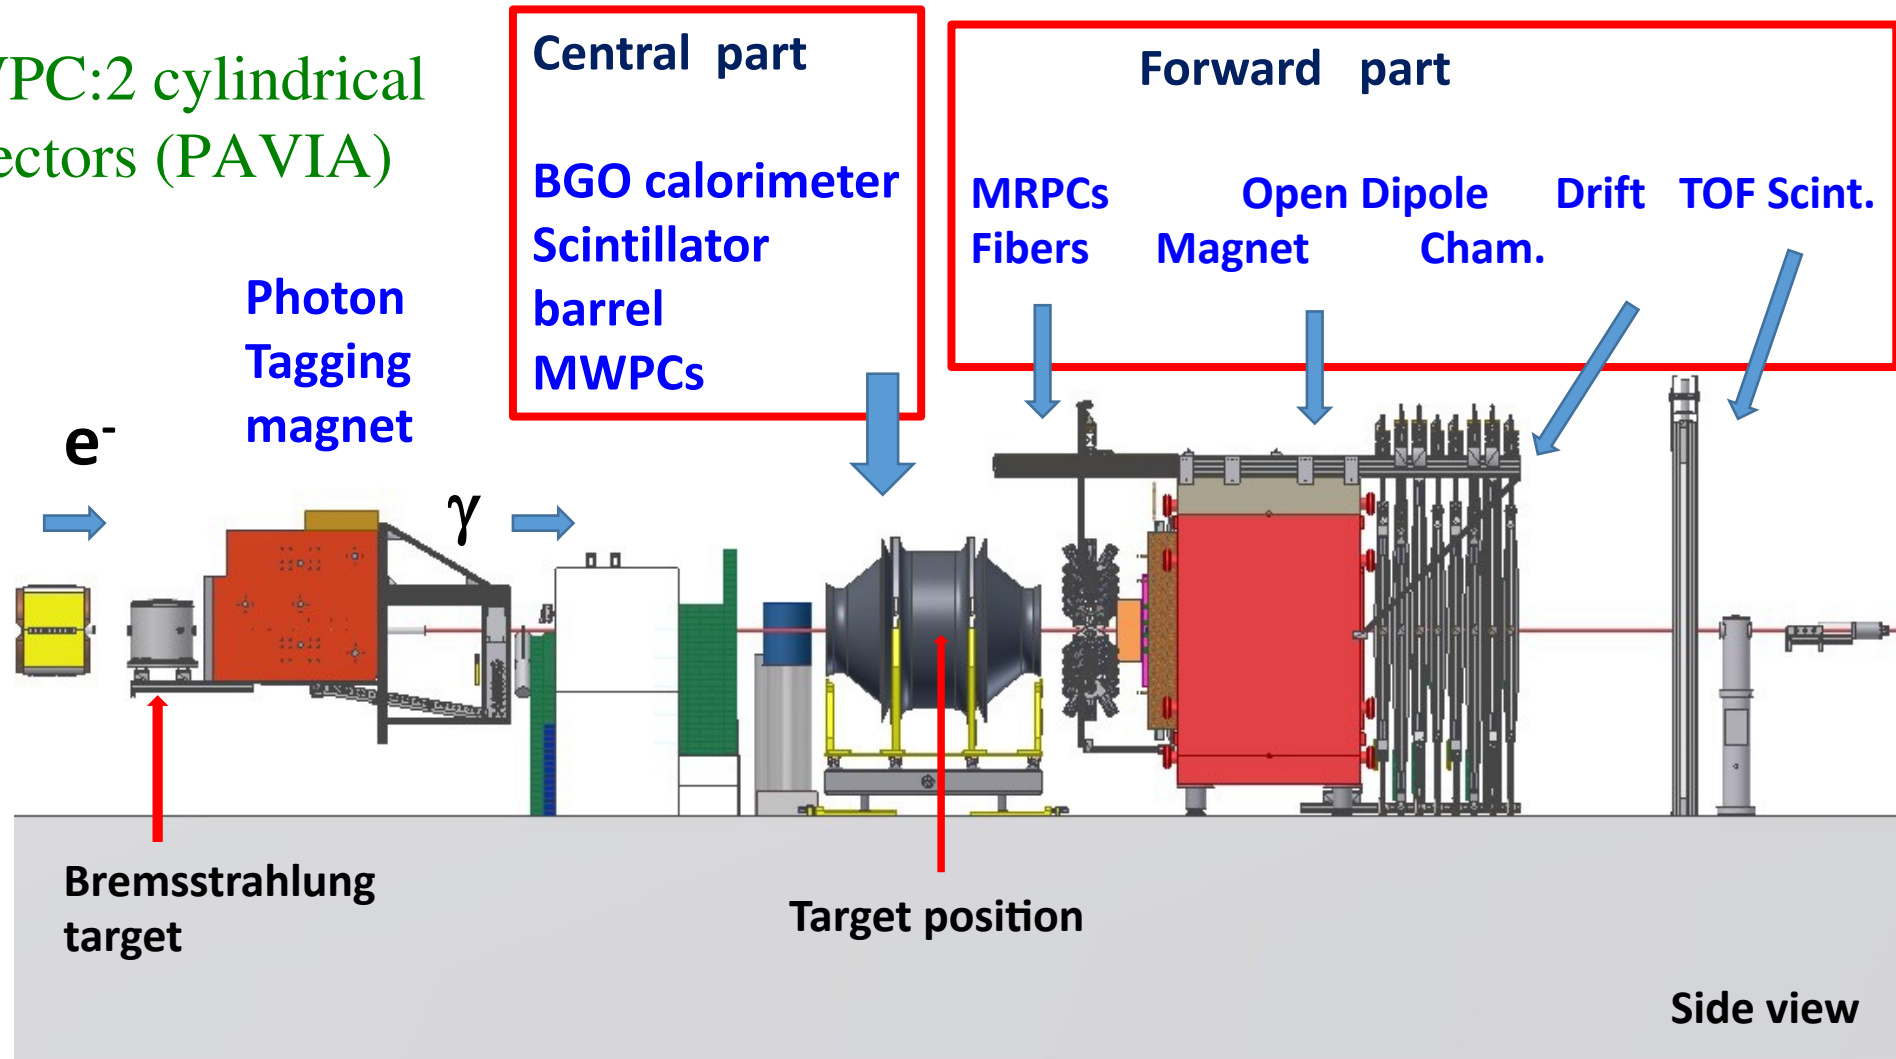 VPC:2 cylindrical
ectors (PAVIA)
Central part
BGO calorimeter
Scintillator
barrel
MWPCs
Forward part
MRPCs Open Dipole Drift TOF Scint.
Fibers Magnet Cham.
Photon
Tagging
magnet
e-
γ
Bremsstrahlung
target
Target position
Side view